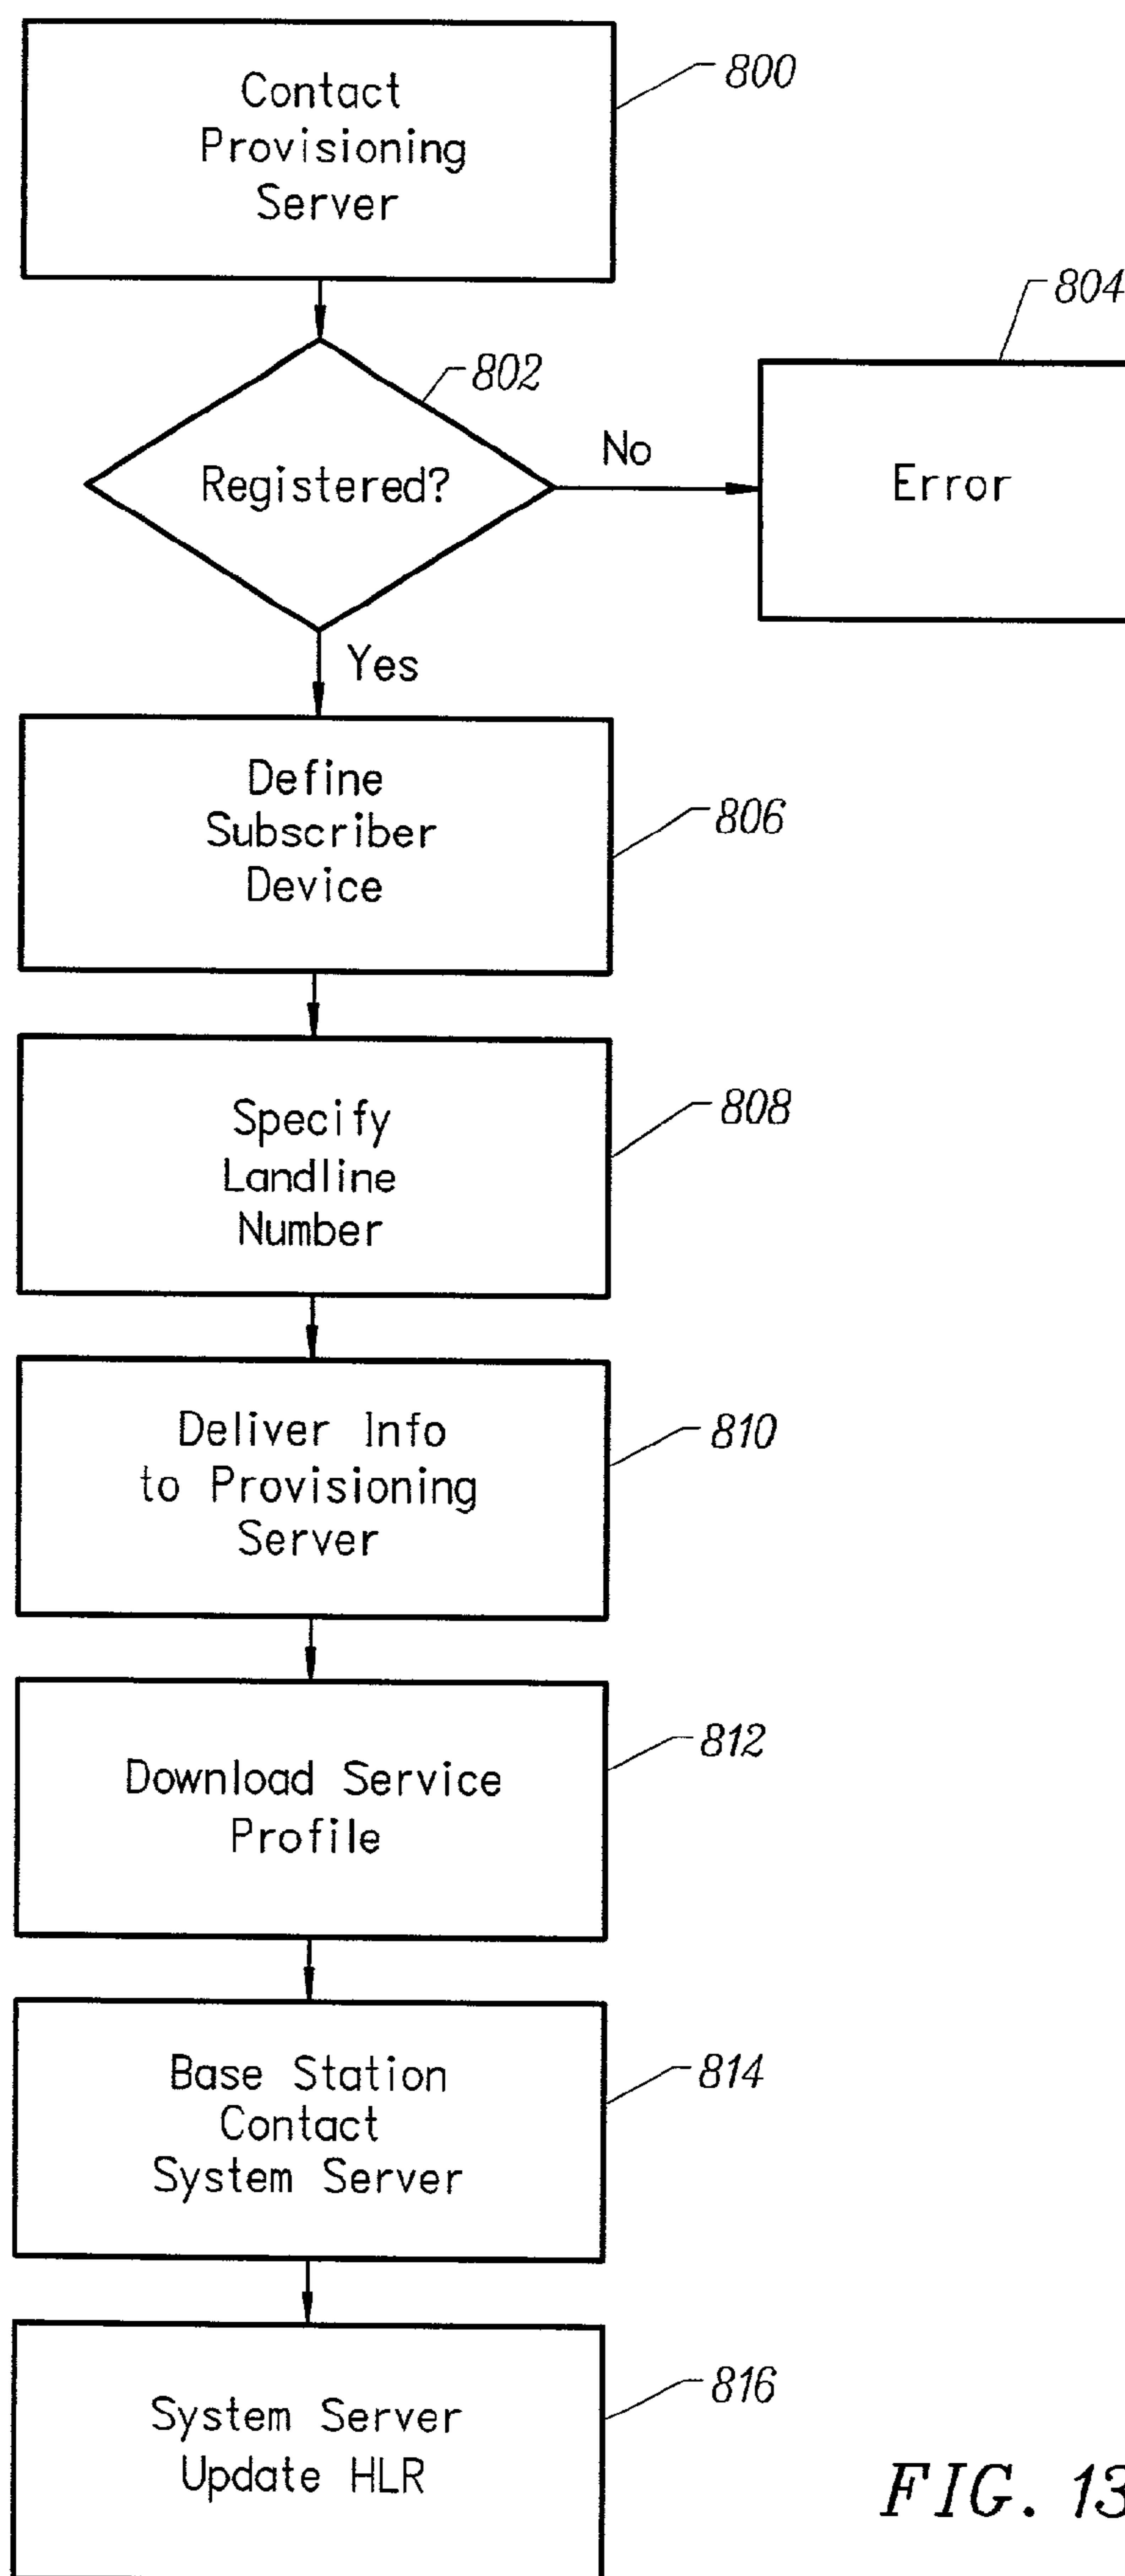 Contact
Provisioning
Server
800
804
802
Registered?
No
Error
Yes
Define
Subscriber
Device
806
Specify
Landline
Number
808
Deliver Info
to Provisioning
Server
810
Download Service
Profile
812
Base Station
Contact
System Server
814
System Server
Update HLR
816
FIG. 13